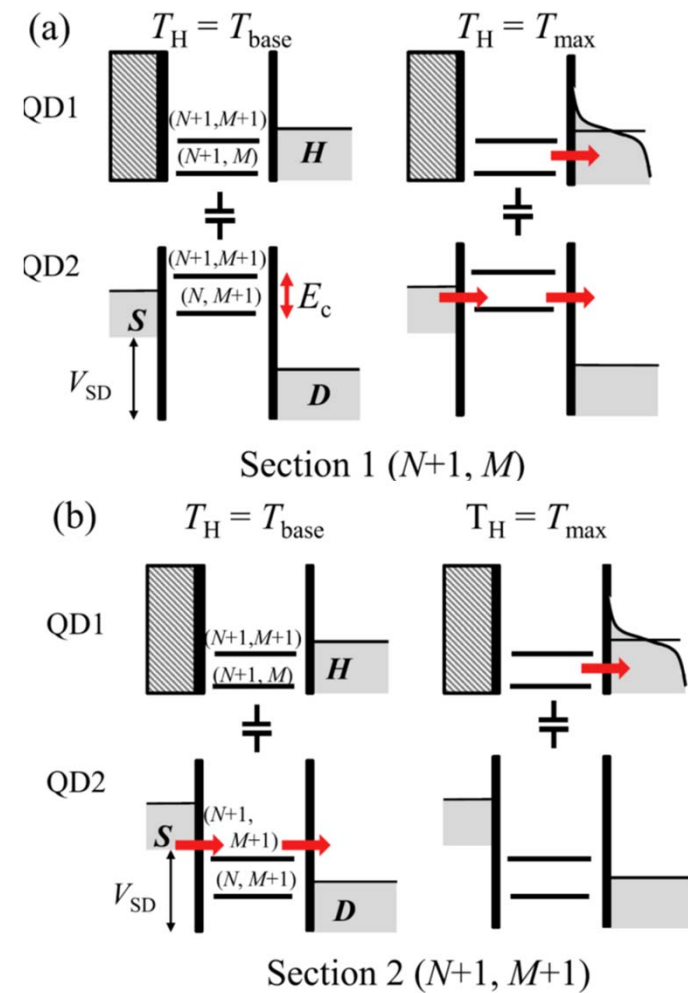 (a)
T_H = T_base
T_H = T_max
QD1
(N+1,M+1)
(N+1, M)
H
QD2
(N+1,M+1)
(N, M+1)
E_c
S
V_SD
D
Section 1 (N+1, M)
(b)
T_H = T_base
T_H = T_max
QD1
(N+1,M+1)
(N+1, M)
H
QD2
(N+1,
M+1)
S
(N, M+1)
V_SD
D
Section 2 (N+1, M+1)